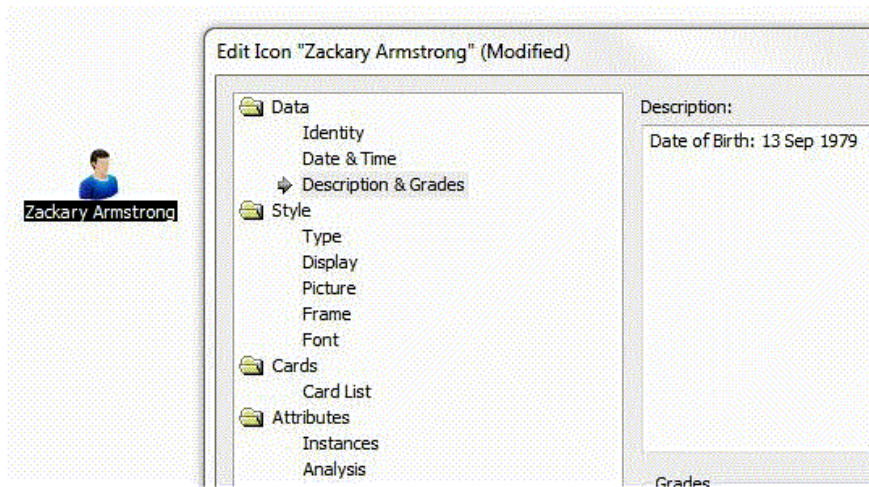 Edit Icon "Zackary Armstrong" (Modified)
Zackary Armstrong
Data
Identity
Date & Time
Description & Grades
Style
Type
Display
Picture
Frame
Font
Cards
Card List
Attributes
Instances
Analysis
Description:
Date of Birth: 13 Sep 1979
Grades